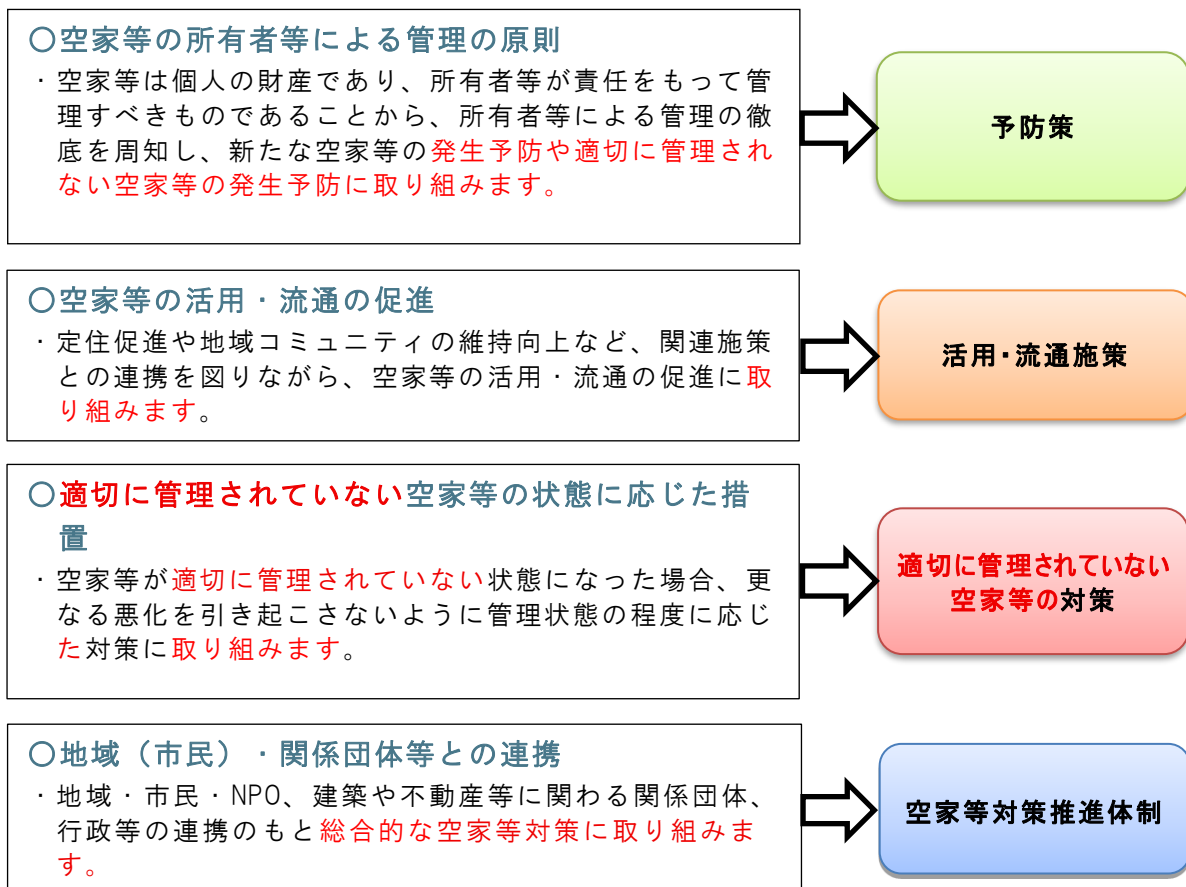 〇空家等の所有者等による管理の原則
・空家等は個人の財産であり、所有者等が責任をもって管
理すべきものであることから、所有者等による管理の徹
底を周知し、新たな空家等の発生予防や適切に管理され
ない空家等の発生予防に取り組みます。
予防策
〇空家等の活用・流通の促進
・定住促進や地域コミュニティの維持向上など、関連施策
との連携を図りながら、空家等の活用・流通の促進に取
り組みます。
活用・流通施策
〇適切に管理されていない空家等の状態に応じた措
置
・空家等が適切に管理されていない状態になった場合、更
なる悪化を引き起こさないように管理状態の程度に応じ
た対策に取り組みます。
適切に管理されていない
空家等の対策
〇地域（市民）・関係団体等との連携
・地域・市民・NPO、建築や不動産等に関わる関係団体、
行政等の連携のもと総合的な空家等対策に取り組みま
す。
空家等対策推進体制